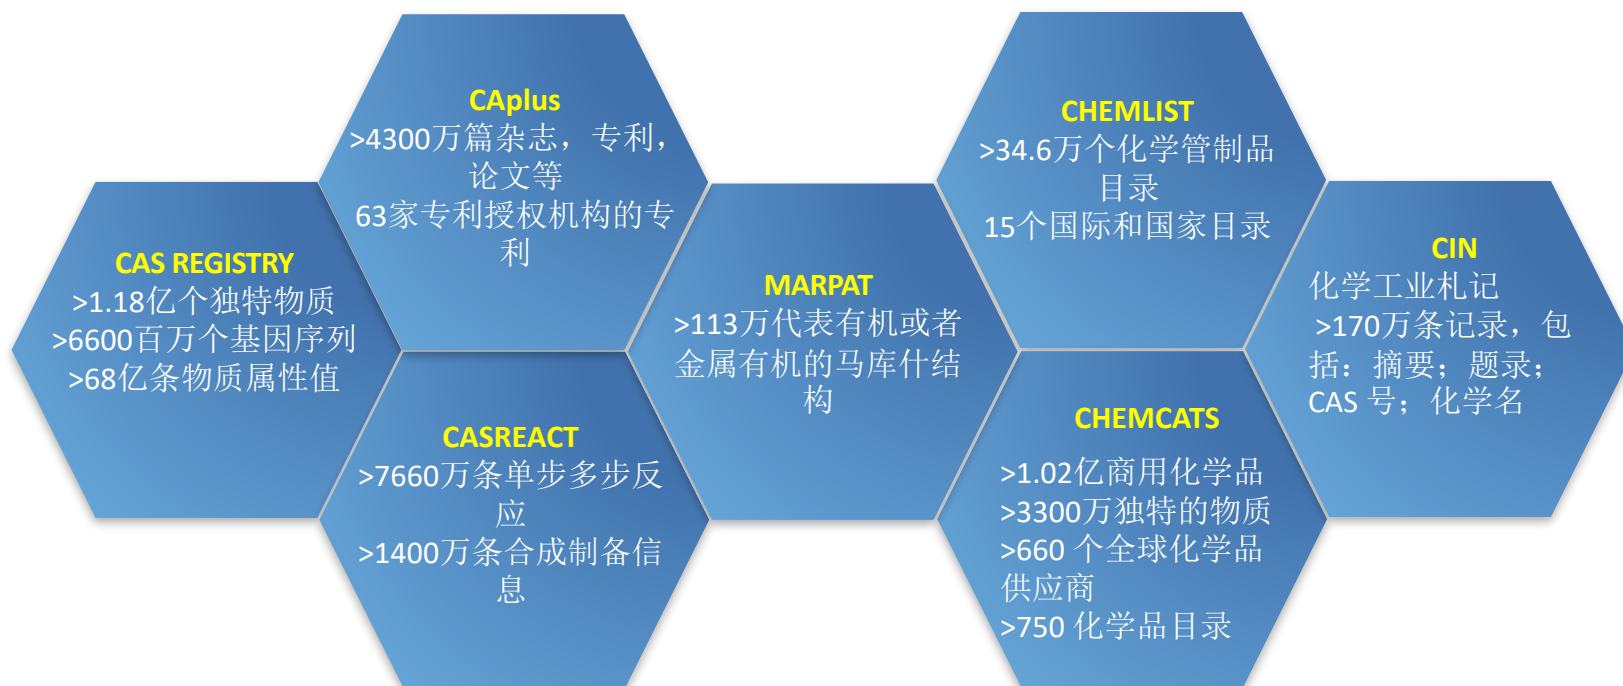 CAS REGISTRY
>1.18亿个独特物质
>6600百万个基因序列
>68亿条物质属性值
CAplus
>4300万篇杂志，专利，
论文等
63家专利授权机构的专
利
CASREACT
>7660万条单步多步反
应
>1400万条合成制备信
息
MARPAT
>113万代表有机或者
金属有机的马库什结
构
CHEMLIST
>34.6万个化学管制品
目录
15个国际和国家目录
CHEMCATS
>1.02亿商用化学品
>3300万独特的物质
>660 个全球化学品
供应商
>750 化学品目录
CIN
化学工业札记
>170万条记录，包
括：摘要；题录；
CAS 号；化学名